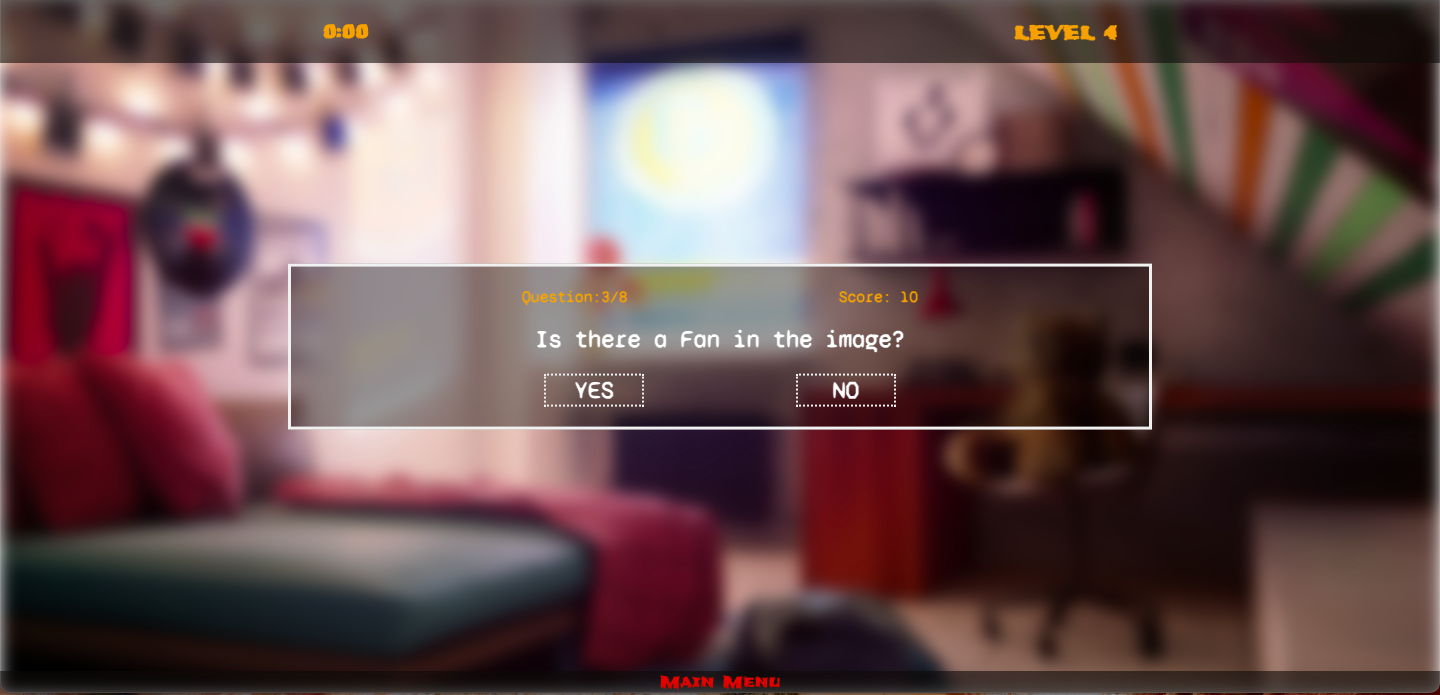 0:00 LEVEL 4
Question:3/8 Score: 10
Is there a Fan in the image?
YES NO
Main Menu